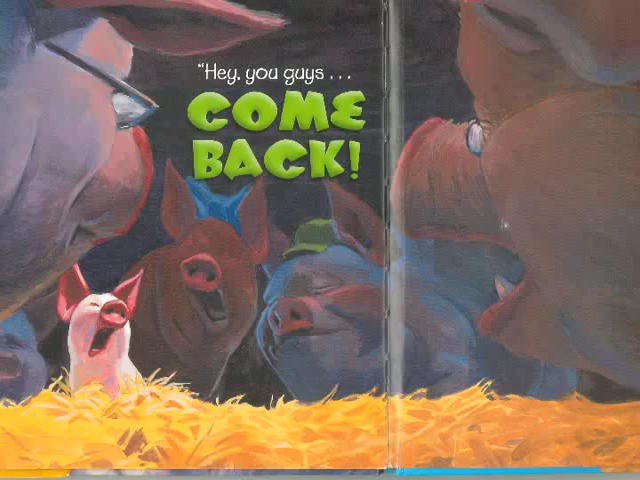 “Hey, you guys . . .
COME
BACK!